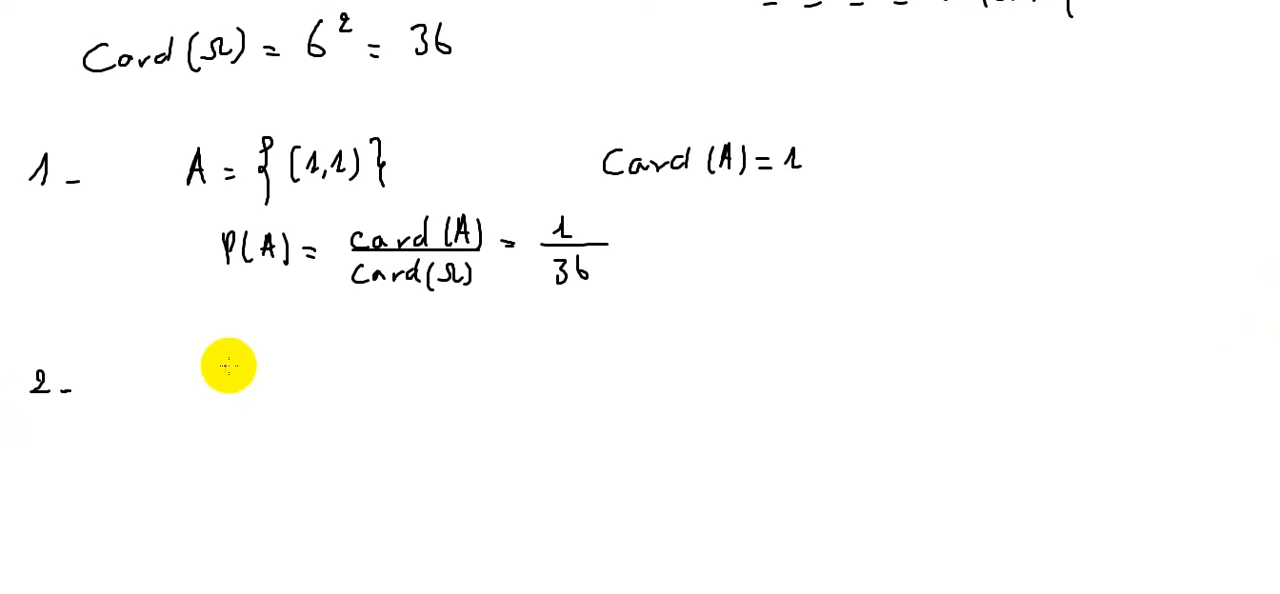 Card(Ω) = 6² = 36
1 - A = {(1,1)} Card(A) = 1
P(A) = card(A) / card(Ω) = 1 / 36
2 -